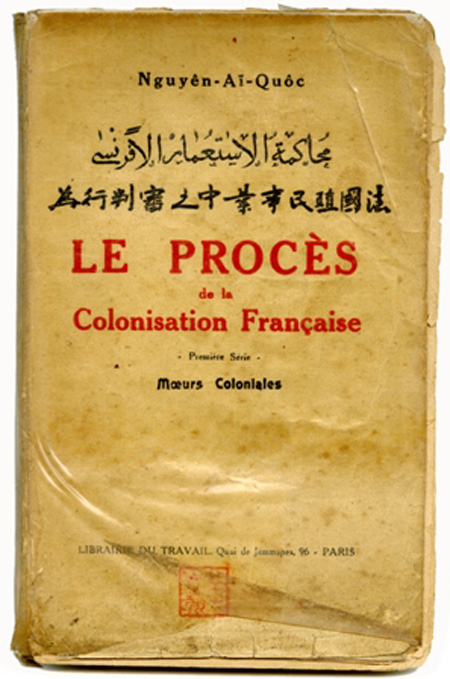 Nguyên-Aï-Quôc
محاكمة الاستعمار الافرنسي
法國殖民事業中之審判行為
LE PROCÈS
de la
Colonisation Française
- Première Série -
Mœurs Coloniales
LIBRAIRIE DU TRAVAIL, Quai de Jemmapes, 96 - PARIS